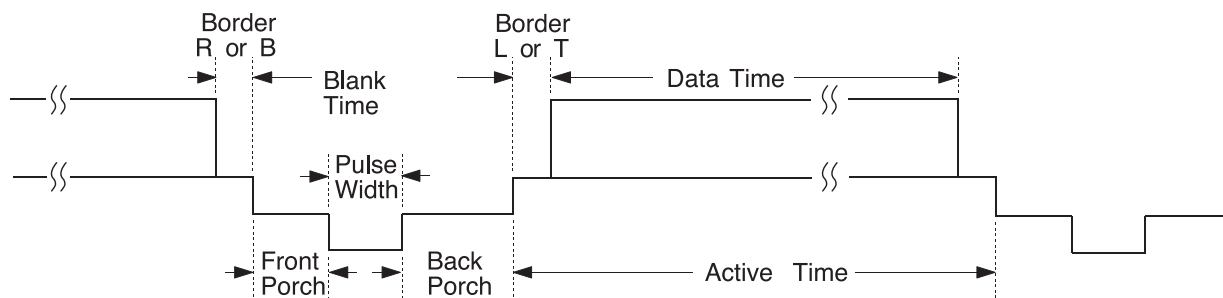 Border
R or B
Border
L or T
Blank
Time
Data Time
Pulse
Width
Front
Porch
Back
Porch
Active Time